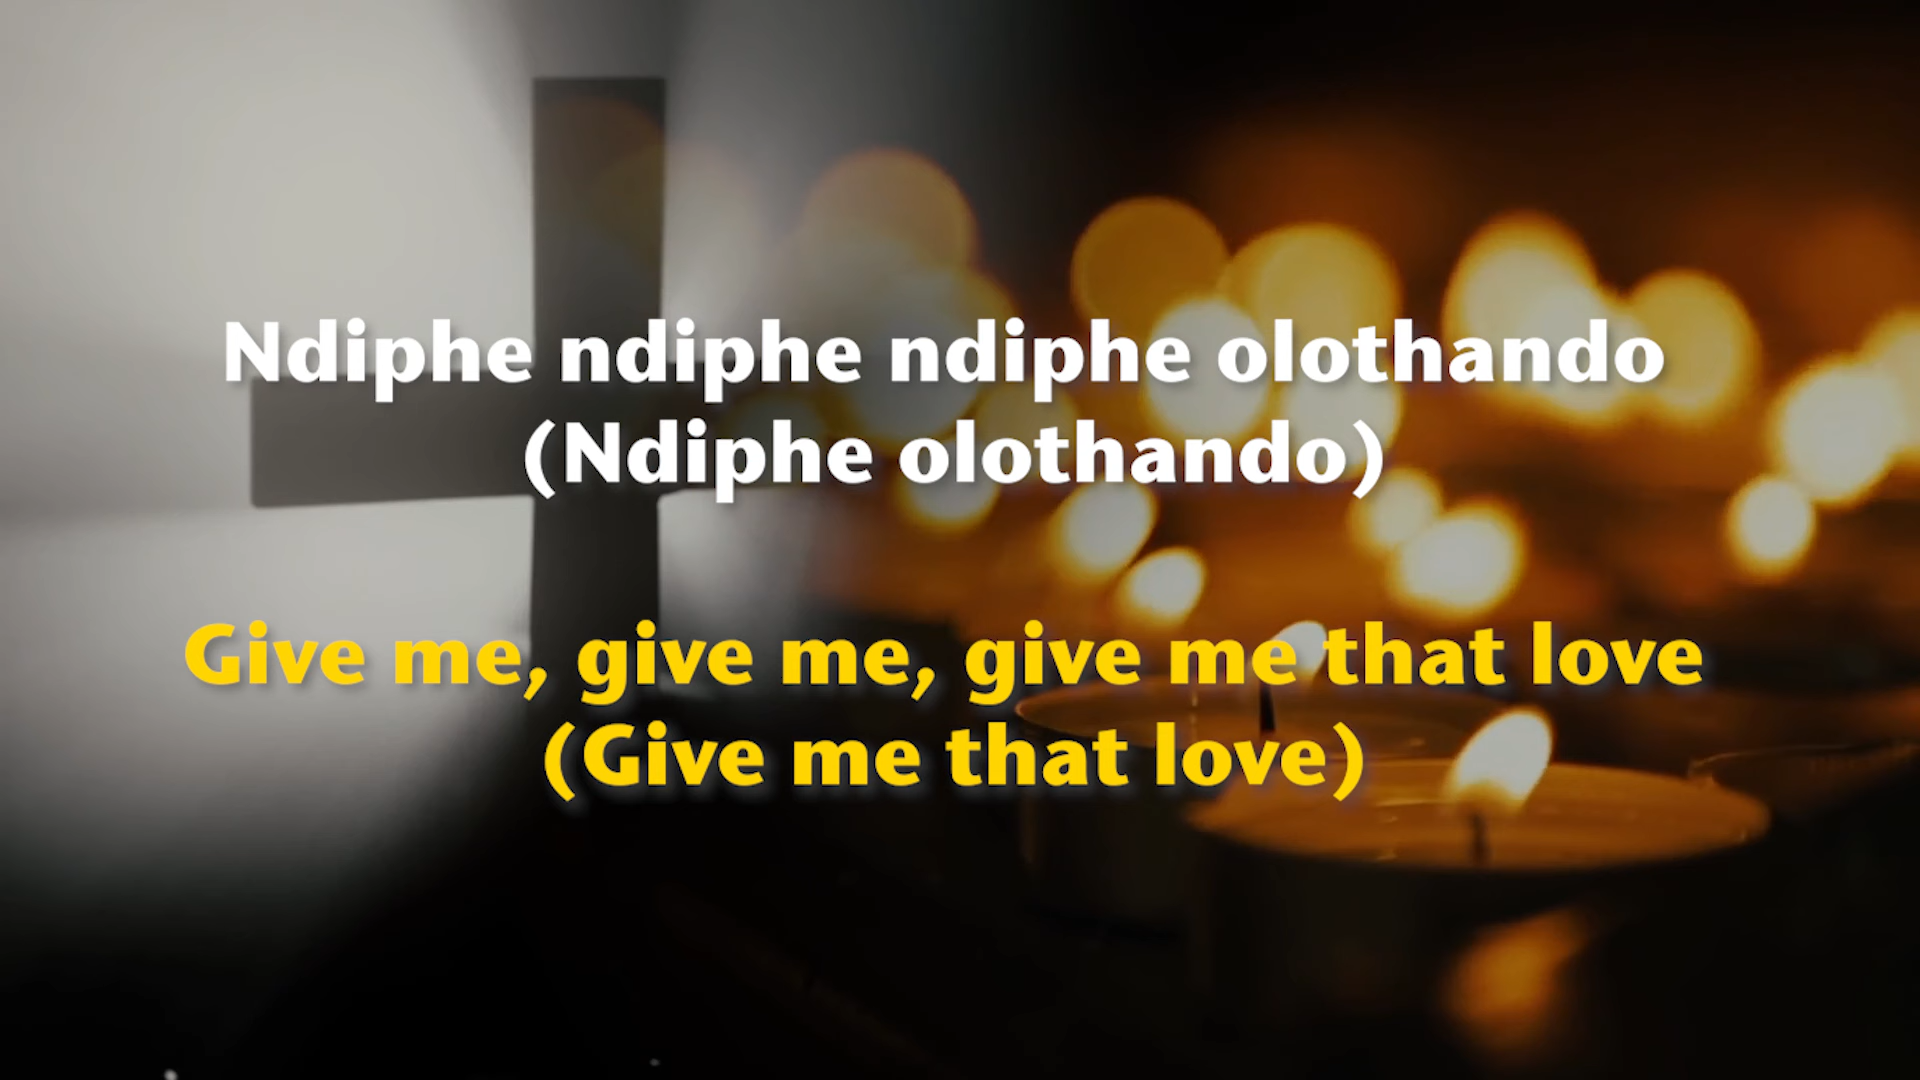 Ndiphe ndiphe ndiphe olothando
(Ndiphe olothando)
Give me, give me, give me that love
(Give me that love)